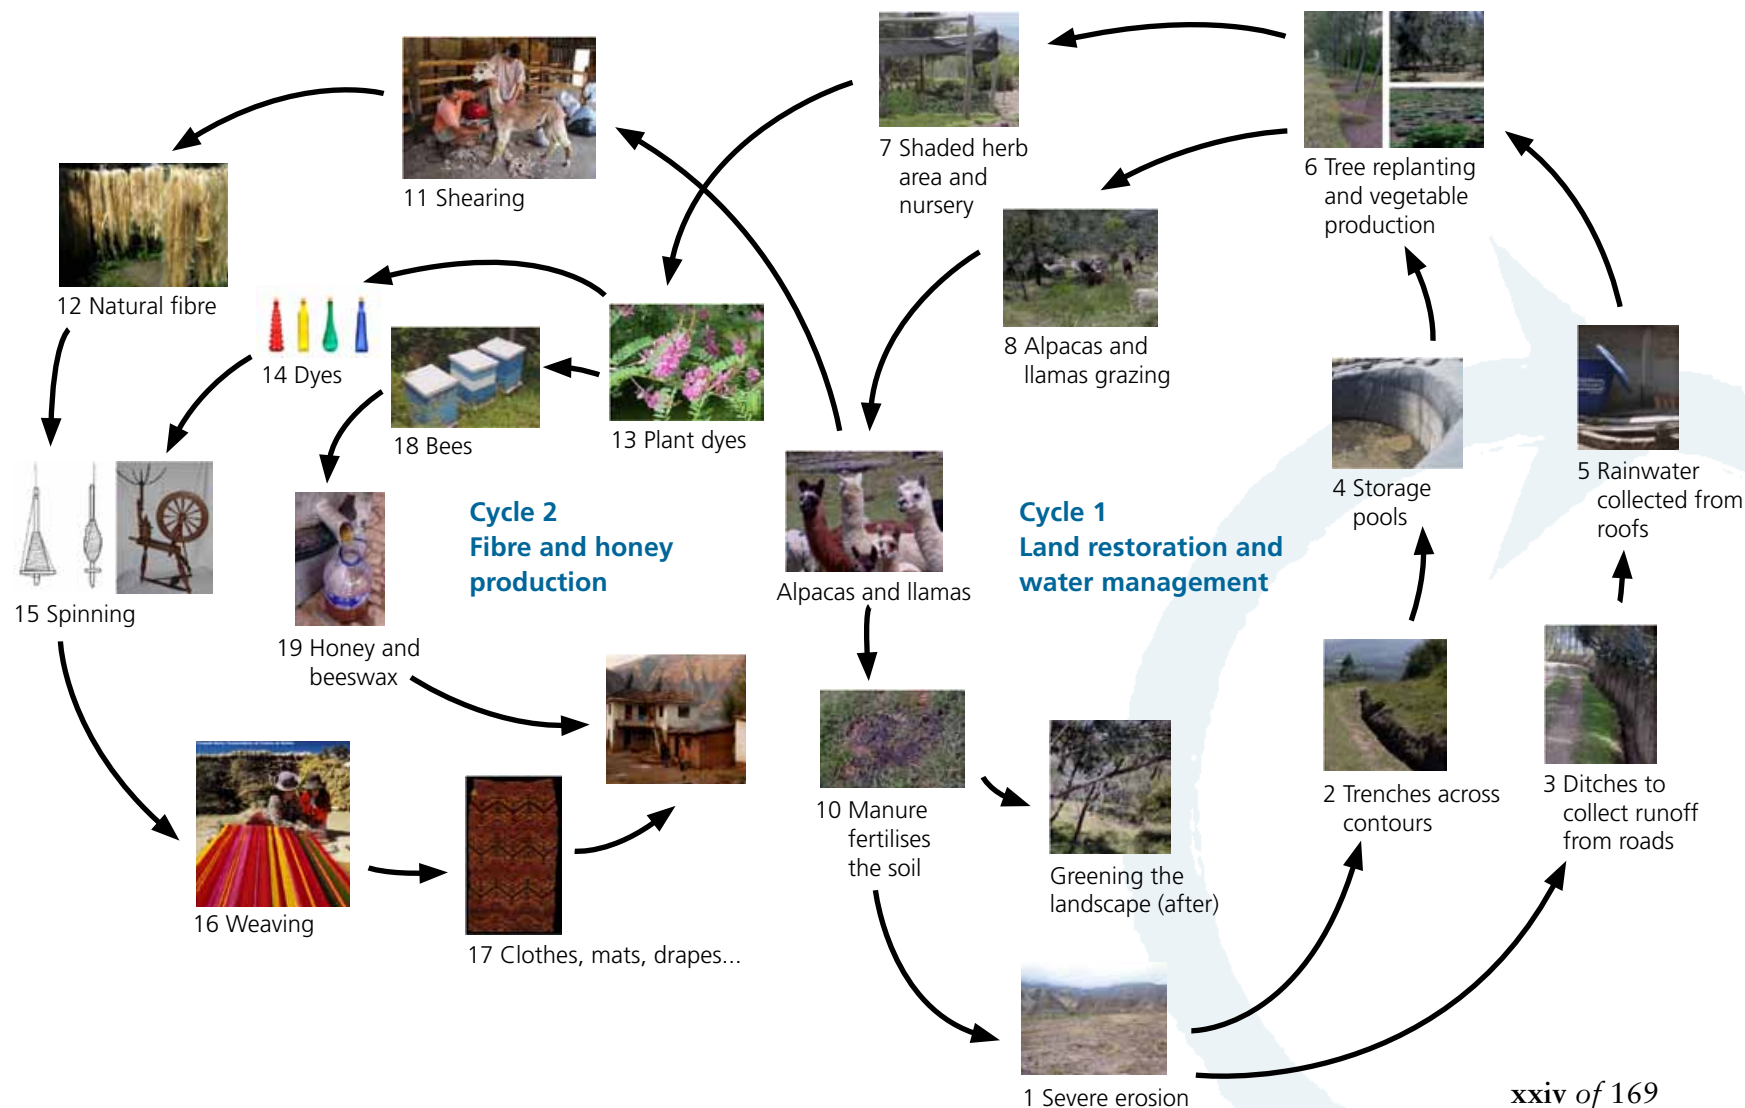 11 Shearing
7 Shaded herb
area and
nursery
6 Tree replanting
and vegetable
production
12 Natural fibre
14 Dyes
18 Bees
13 Plant dyes
8 Alpacas and
llamas grazing
4 Storage
pools
5 Rainwater
collected from
roofs
Cycle 2
Fibre and honey
production
Cycle 1
Land restoration and
water management
15 Spinning
19 Honey and
beeswax
Alpacas and llamas
16 Weaving
17 Clothes, mats, drapes...
10 Manure
fertilises
the soil
Greening the
landscape (after)
2 Trenches across
contours
3 Ditches to
collect runoff
from roads
1 Severe erosion
xxiv of 169